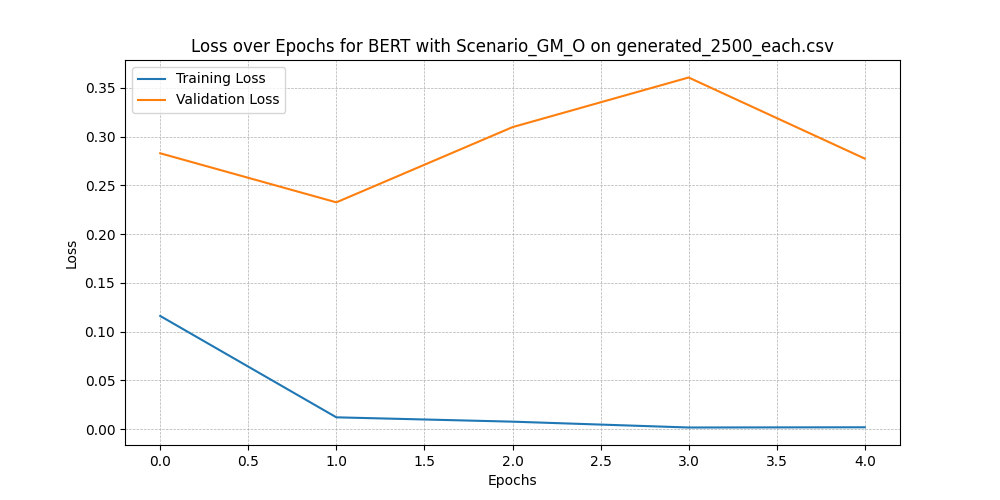 Loss over Epochs for BERT with Scenario_GM_O on generated_2500_each.csv
Training Loss
Validation Loss
0.35
0.30
0.25
0.20
0.15
0.10
0.05
0.00
Loss
0.0 0.5 1.0 1.5 2.0 2.5 3.0 3.5 4.0
Epochs